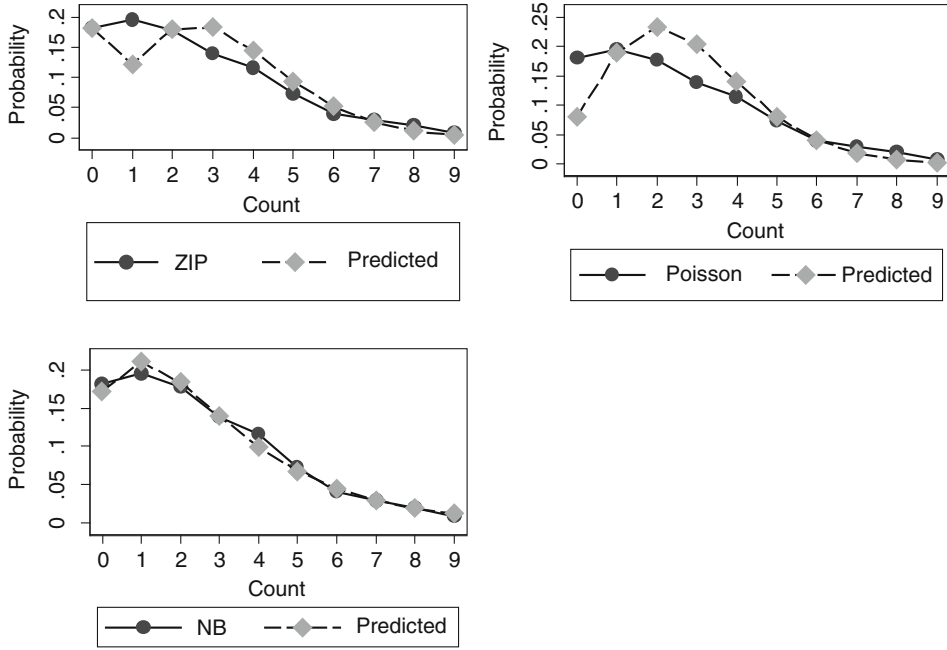 Probability
.2
.15
.1
.05
0
0 1 2 3 4 5 6 7 8 9
Count
ZIP Predicted
Probability
.25
.2
.15
.1
.05
0
0 1 2 3 4 5 6 7 8 9
Count
Poisson Predicted
Probability
.2
.15
.1
.05
0
0 1 2 3 4 5 6 7 8 9
Count
NB Predicted